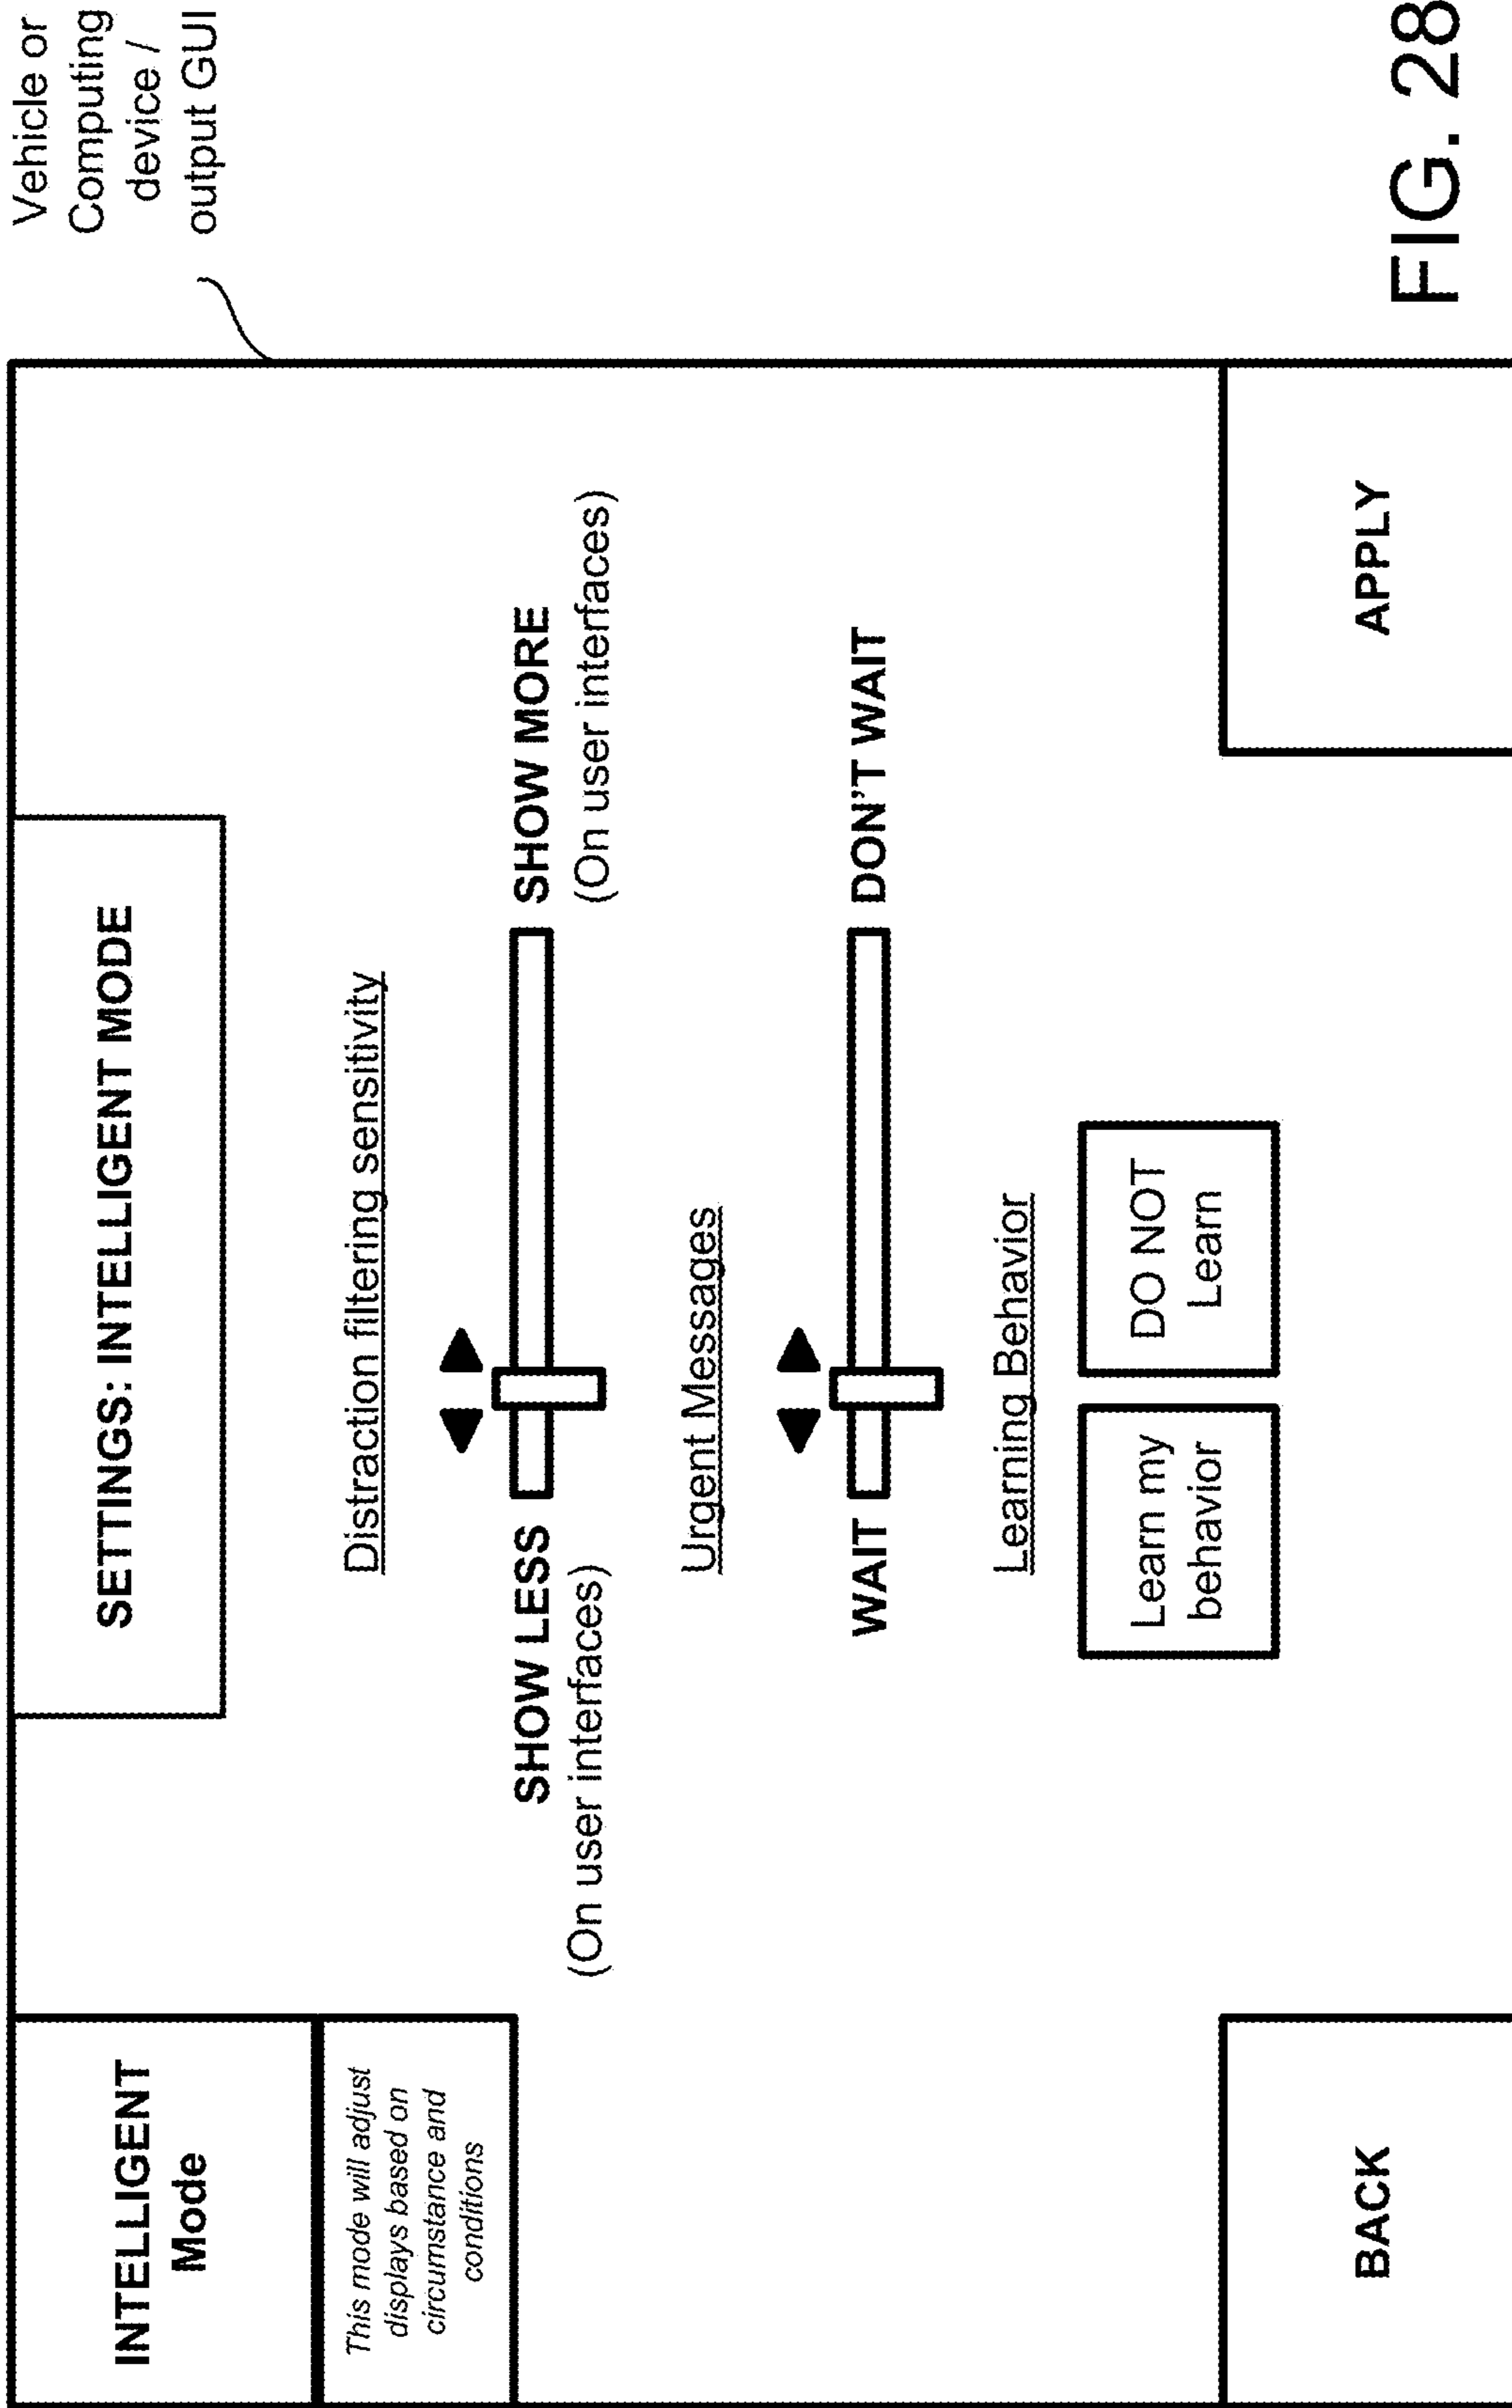 Vehicle or
Computing
device /
output GUI
INTELLIGENT
Mode
This mode will adjust
displays based on
circumstance and
conditions
SETTINGS: INTELLIGENT MODE
Distraction filtering sensitivity
SHOW LESS
(On user interfaces)
SHOW MORE
(On user interfaces)
Urgent Messages
WAIT
DON'T WAIT
Learning Behavior
Learn my
behavior
DO NOT
Learn
BACK
APPLY
FIG. 28